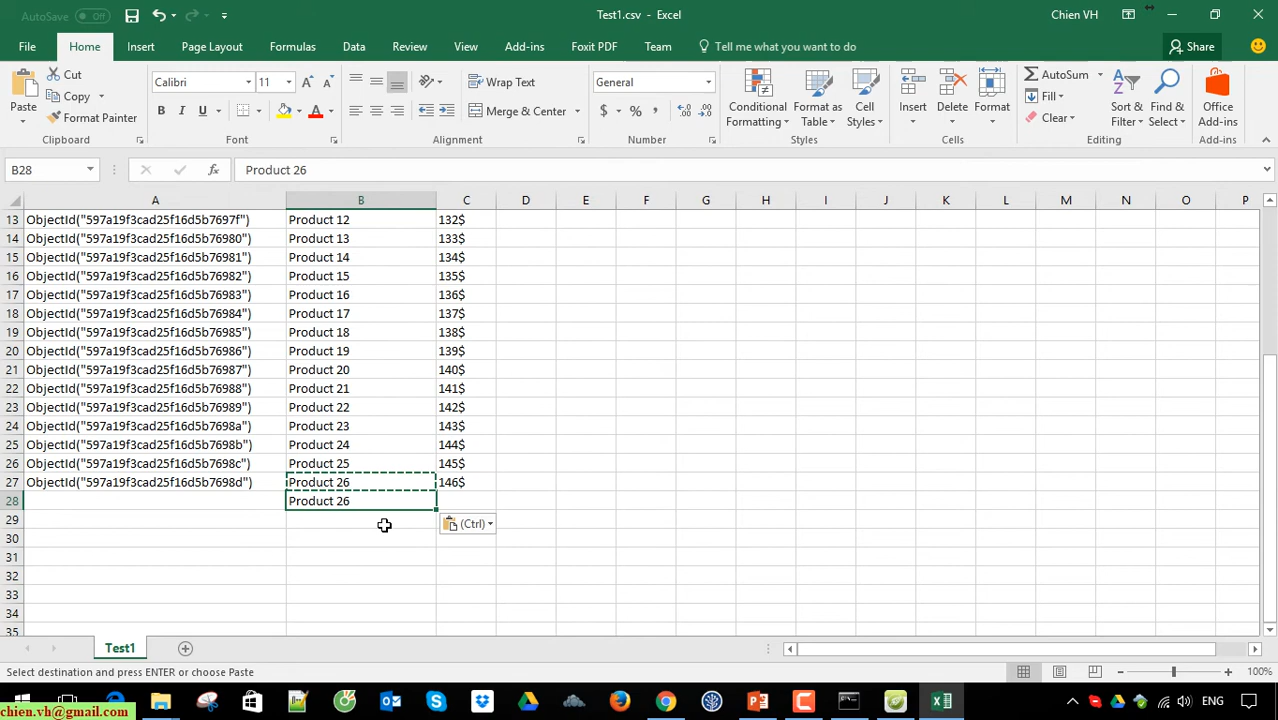 AutoSave Off
Test1.csv - Excel
Chien VH
File Home Insert Page Layout Formulas Data Review View Add-ins Foxit PDF Team Tell me what you want to do Share
Paste Cut Copy Format Painter
Calibri 11
B I U
Wrap Text
Merge & Center
General
$ % ,
Conditional Formatting
Format as Table
Cell Styles
Insert Delete Format
AutoSum Fill Clear
Sort & Filter
Find & Select
Office Add-ins
Clipboard Font Alignment Number Styles Cells Editing Add-ins
B28 fx Product 26
A B C D E F G H I J K L M N O P
13 ObjectId("597a19f3cad25f16d5b7697f") Product 12 132$
14 ObjectId("597a19f3cad25f16d5b76980") Product 13 133$
15 ObjectId("597a19f3cad25f16d5b76981") Product 14 134$
16 ObjectId("597a19f3cad25f16d5b76982") Product 15 135$
17 ObjectId("597a19f3cad25f16d5b76983") Product 16 136$
18 ObjectId("597a19f3cad25f16d5b76984") Product 17 137$
19 ObjectId("597a19f3cad25f16d5b76985") Product 18 138$
20 ObjectId("597a19f3cad25f16d5b76986") Product 19 139$
21 ObjectId("597a19f3cad25f16d5b76987") Product 20 140$
22 ObjectId("597a19f3cad25f16d5b76988") Product 21 141$
23 ObjectId("597a19f3cad25f16d5b76989") Product 22 142$
24 ObjectId("597a19f3cad25f16d5b7698a") Product 23 143$
25 ObjectId("597a19f3cad25f16d5b7698b") Product 24 144$
26 ObjectId("597a19f3cad25f16d5b7698c") Product 25 145$
27 ObjectId("597a19f3cad25f16d5b7698d") Product 26 146$
28 Product 26
29 (Ctrl)
30
31
32
33
34
35
Test1
Select destination and press ENTER or choose Paste
100%
chien.vh@gmail.com
ENG